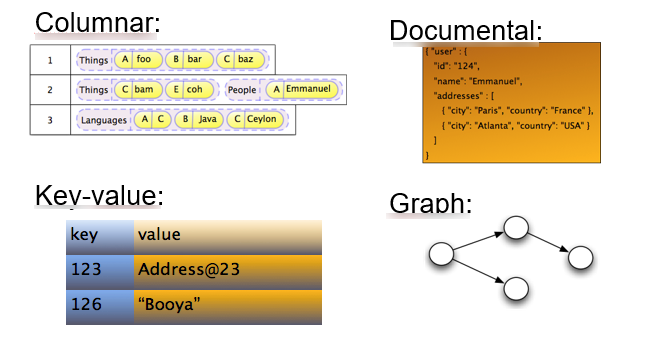 Columnar:
1 Things A foo B bar C baz
2 Things C bam E coh People A Emmanuel
3 Languages A C B Java C Ceylon
Documental:
{ "user" : {
"id": "124",
"name": "Emmanuel",
"addresses" : [
{ "city": "Paris", "country": "France" },
{ "city": "Atlanta", "country": "USA" }
]
}
Key-value:
key value
123 Address@23
126 “Booya”
Graph: